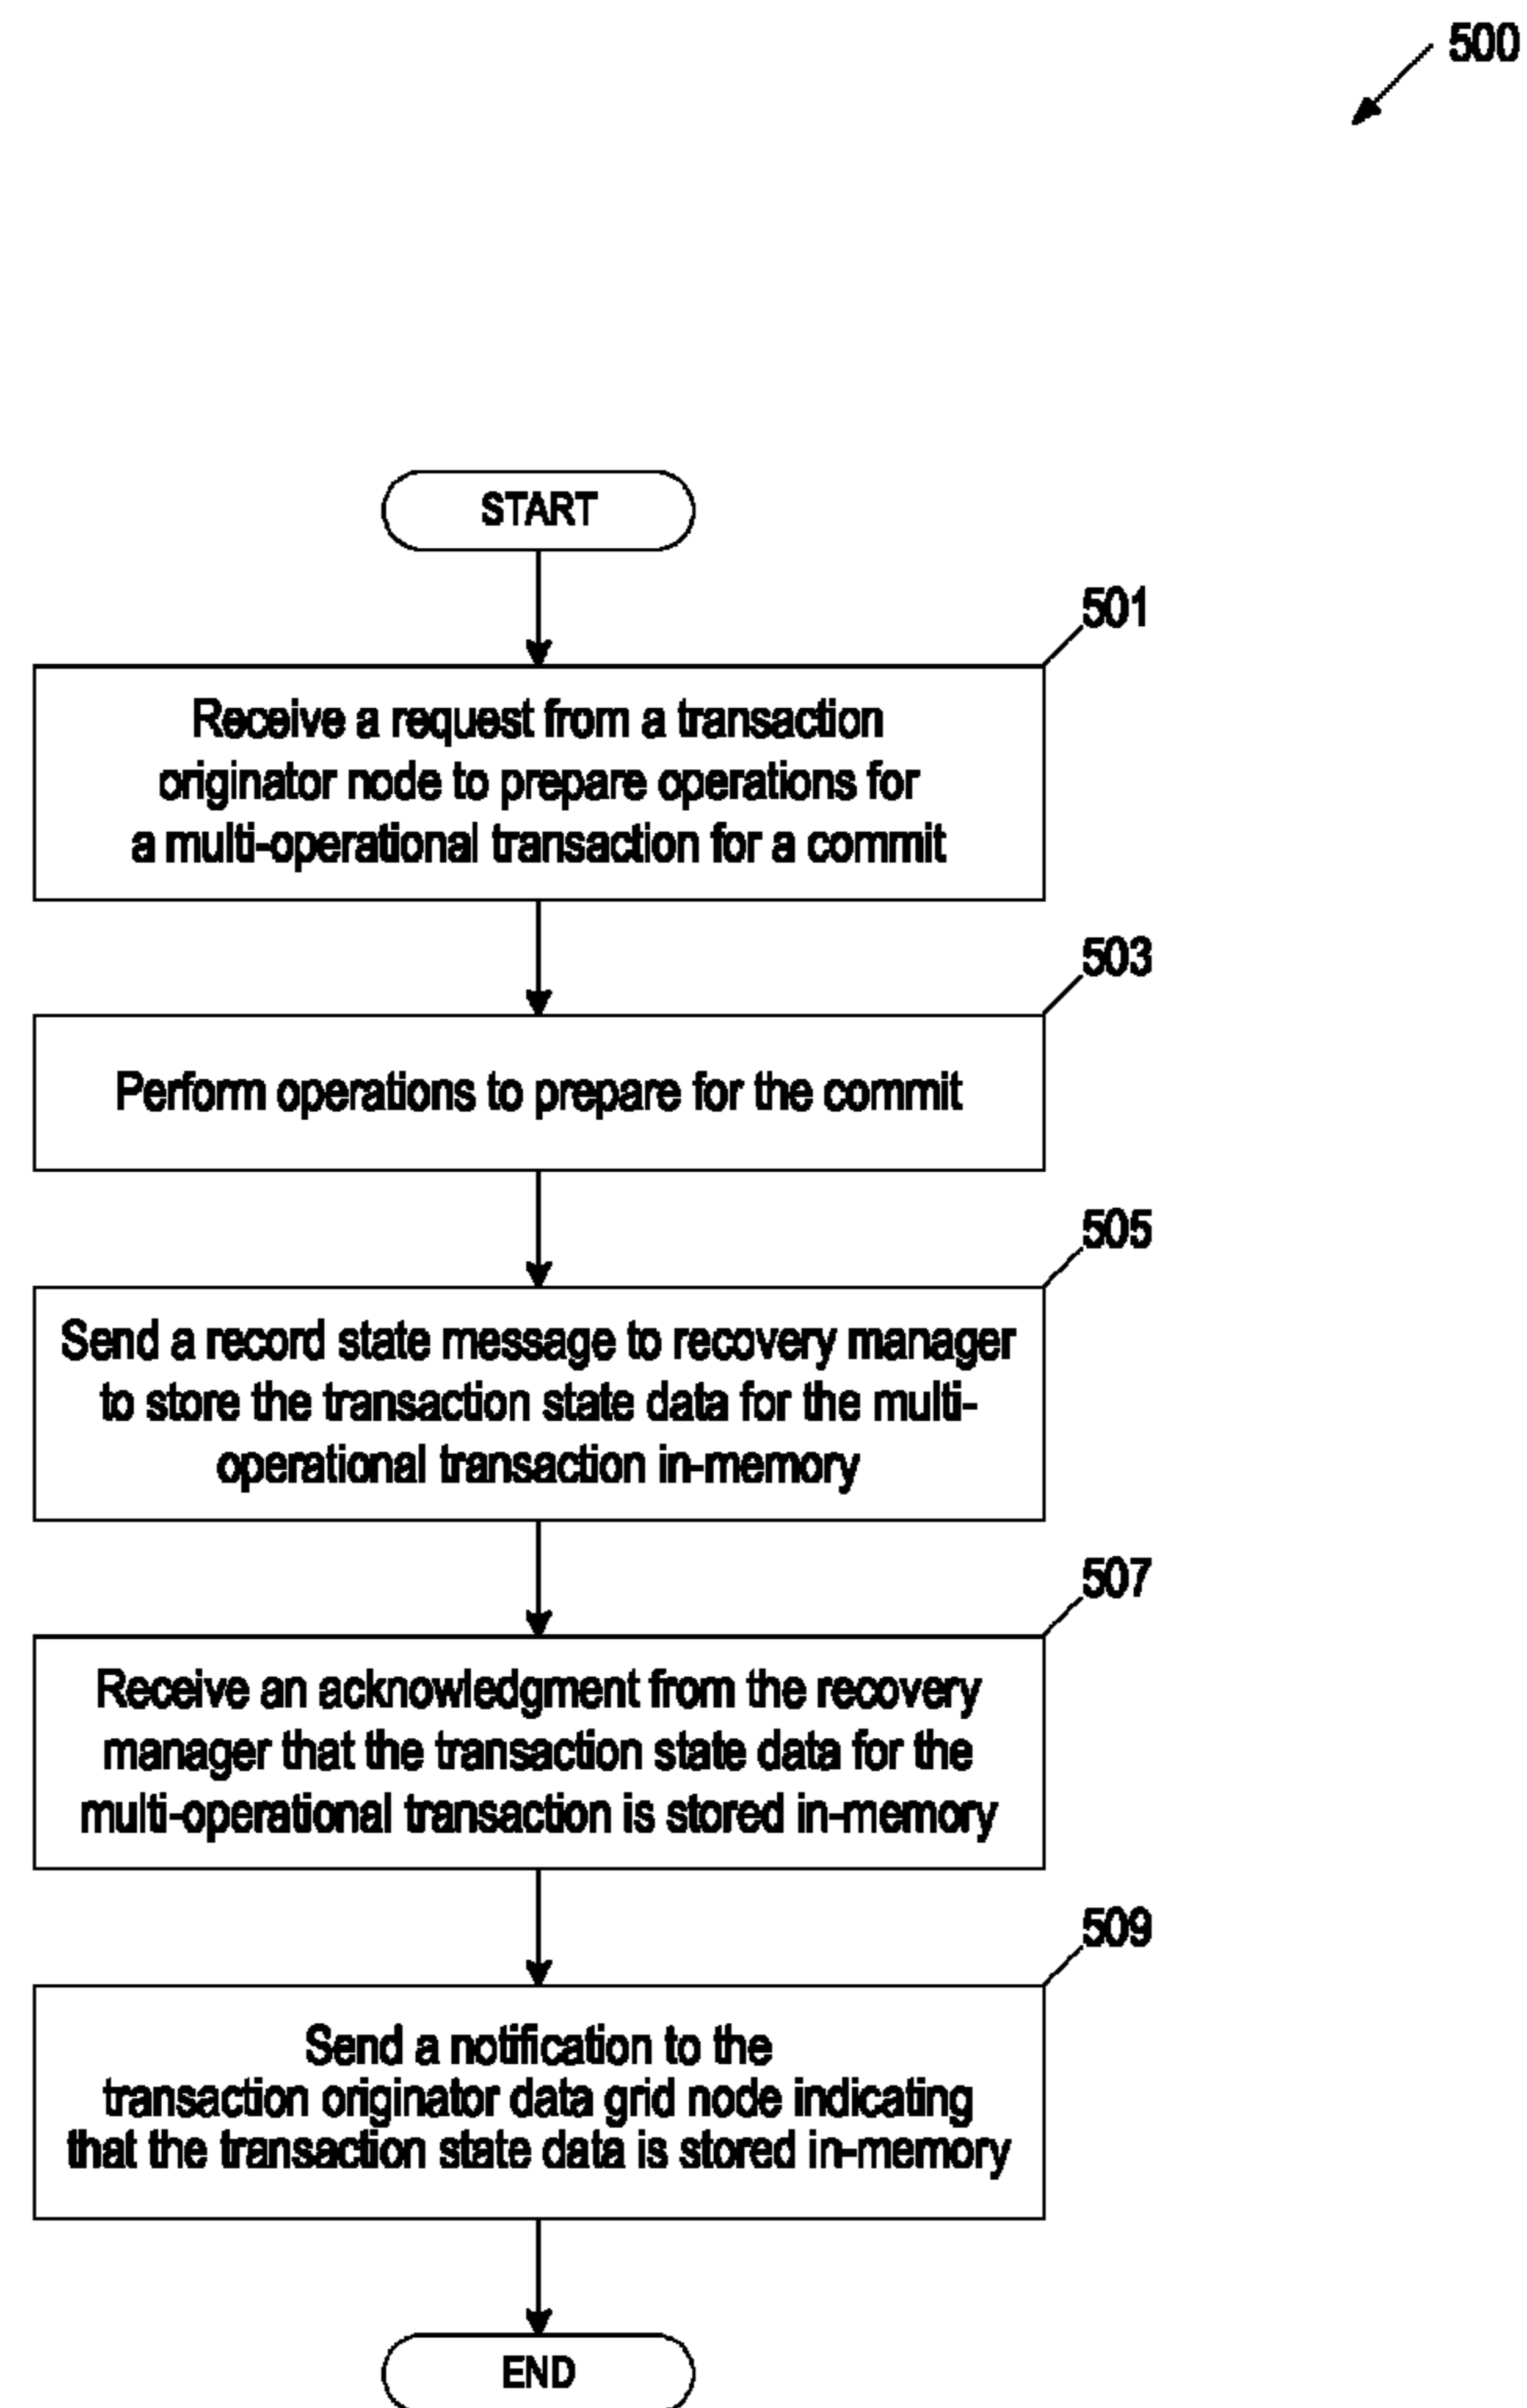 500
START
501
Receive a request from a transaction
originator node to prepare operations for
a multi-operational transaction for a commit
503
Perform operations to prepare for the commit
505
Send a record state message to recovery manager
to store the transaction state data for the multi-
operational transaction in-memory
507
Receive an acknowledgment from the recovery
manager that the transaction state data for the
multi-operational transaction is stored in-memory
509
Send a notification to the
transaction originator data grid node indicating
that the transaction state data is stored in-memory
END